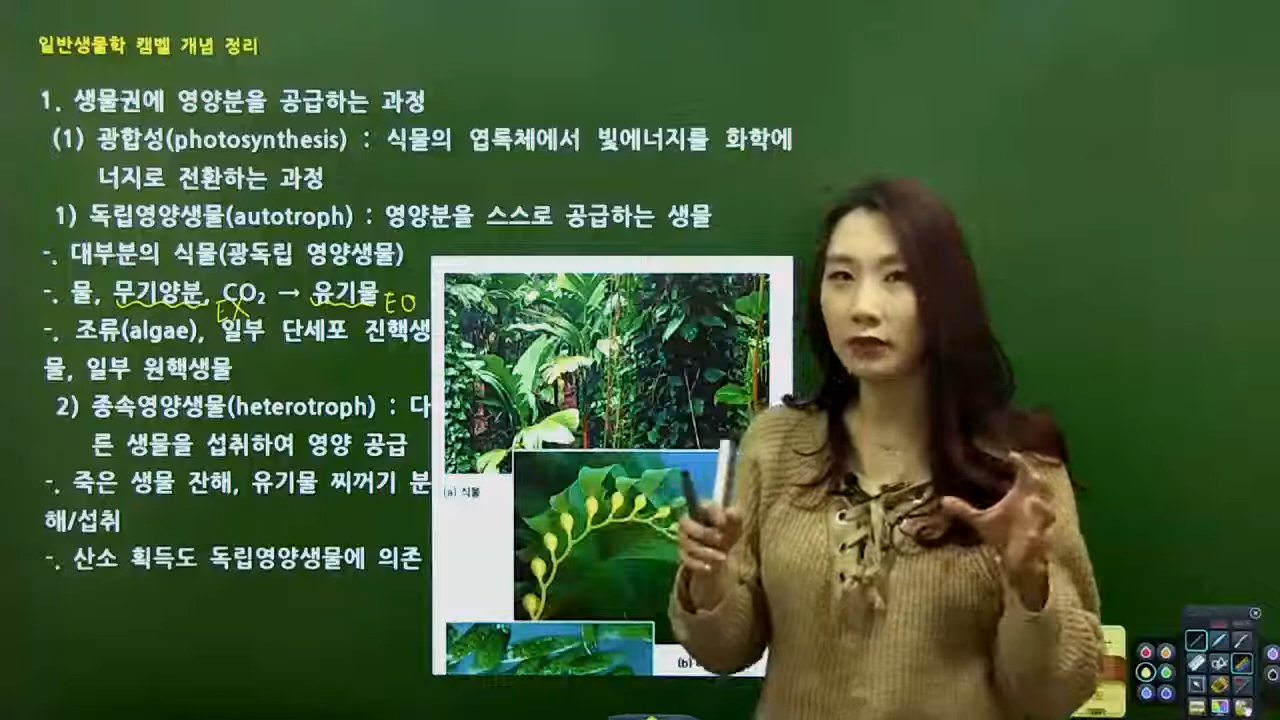 일반생물학 캠벨 개념 정리
1. 생물권에 영양분을 공급하는 과정
(1) 광합성(photosynthesis) : 식물의 엽록체에서 빛에너지를 화학에
너지로 전환하는 과정
1) 독립영양생물(autotroph) : 영양분을 스스로 공급하는 생물
-. 대부분의 식물(광독립 영양생물)
-. 물, 무기양분, CO₂ → 유기물 EO
EX
-. 조류(algae), 일부 단세포 진핵생
물, 일부 원핵생물
2) 종속영양생물(heterotroph) : 다
른 생물을 섭취하여 영양 공급
-. 죽은 생물 잔해, 유기물 찌꺼기 분
해/섭취
-. 산소 획득도 독립영양생물에 의존
(a) 식물
(b)